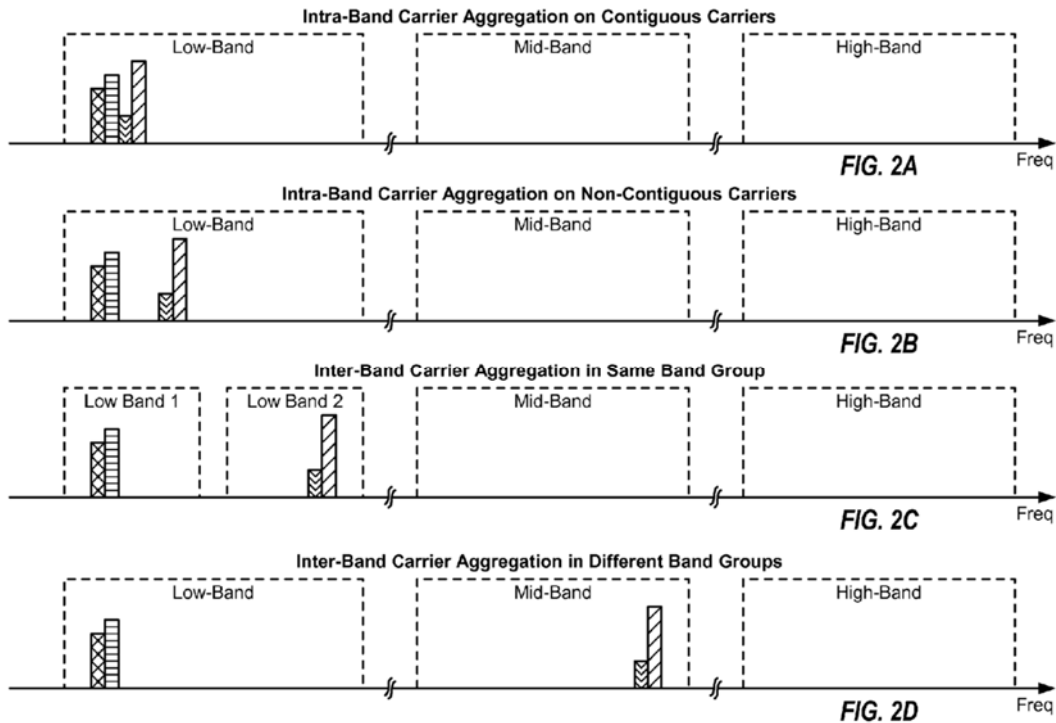 Intra-Band Carrier Aggregation on Contiguous Carriers
Low-Band
Mid-Band
High-Band
FIG. 2A
Freq
Intra-Band Carrier Aggregation on Non-Contiguous Carriers
Low-Band
Mid-Band
High-Band
FIG. 2B
Freq
Inter-Band Carrier Aggregation in Same Band Group
Low Band 1
Low Band 2
Mid-Band
High-Band
FIG. 2C
Freq
Inter-Band Carrier Aggregation in Different Band Groups
Low-Band
Mid-Band
High-Band
FIG. 2D
Freq